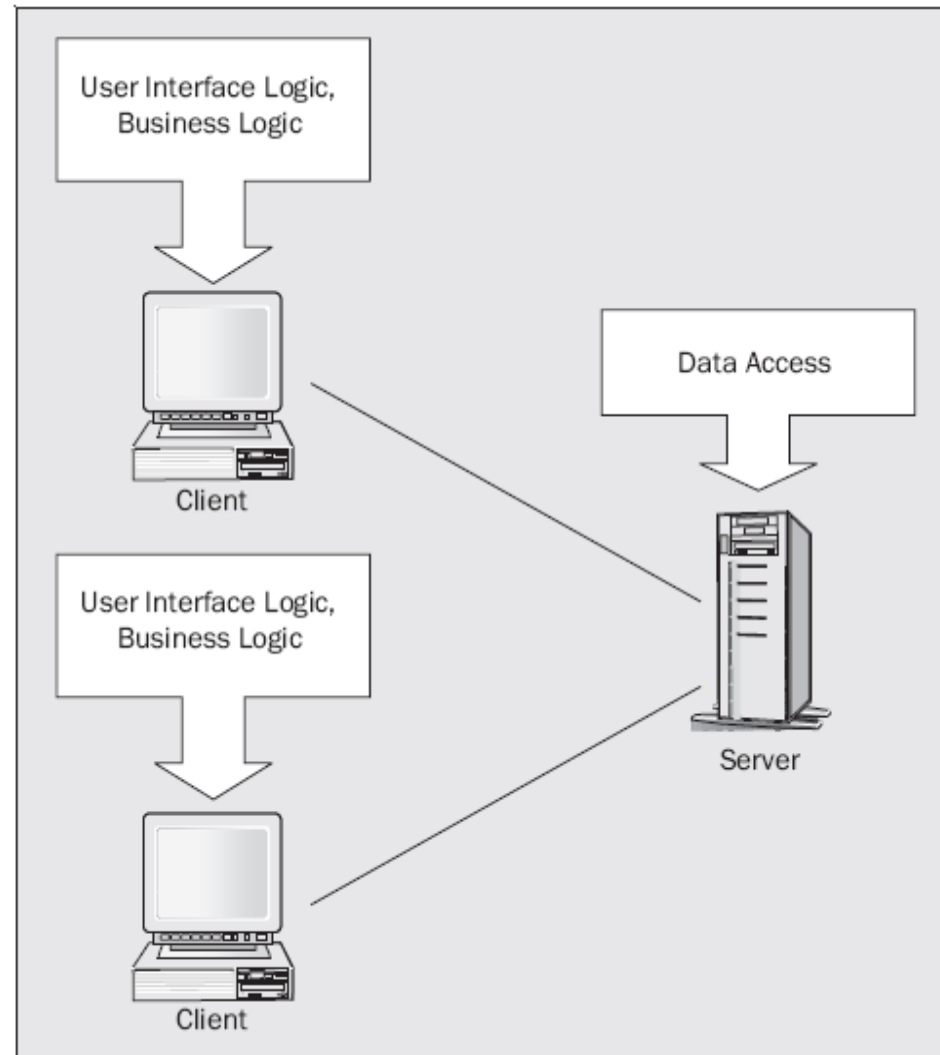 User Interface Logic,
Business Logic
Client
Data Access
Server
User Interface Logic,
Business Logic
Client